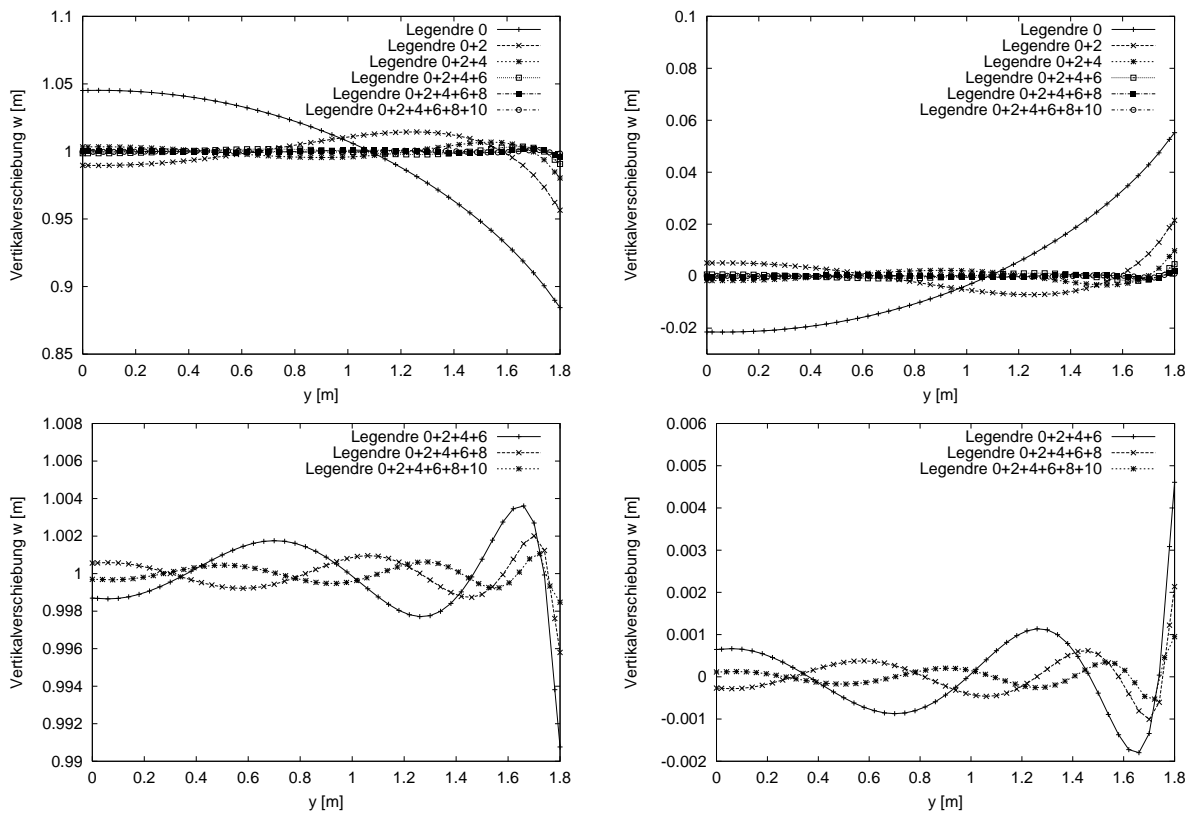 1.1
1.05
1
0.95
0.9
0.85
Vertikalverschiebung w [m]
Legendre 0
Legendre 0+2
Legendre 0+2+4
Legendre 0+2+4+6
Legendre 0+2+4+6+8
Legendre 0+2+4+6+8+10
0 0.2 0.4 0.6 0.8 1 1.2 1.4 1.6 1.8
y [m]
0.1
0.08
0.06
0.04
0.02
0
-0.02
Vertikalverschiebung w [m]
Legendre 0
Legendre 0+2
Legendre 0+2+4
Legendre 0+2+4+6
Legendre 0+2+4+6+8
Legendre 0+2+4+6+8+10
0 0.2 0.4 0.6 0.8 1 1.2 1.4 1.6 1.8
y [m]
1.008
1.006
1.004
1.002
1
0.998
0.996
0.994
0.992
0.99
Vertikalverschiebung w [m]
Legendre 0+2+4+6
Legendre 0+2+4+6+8
Legendre 0+2+4+6+8+10
0 0.2 0.4 0.6 0.8 1 1.2 1.4 1.6 1.8
y [m]
0.006
0.005
0.004
0.003
0.002
0.001
0.000
-0.001
-0.002
Vertikalverschiebung w [m]
Legendre 0+2+4+6
Legendre 0+2+4+6+8
Legendre 0+2+4+6+8+10
0 0.2 0.4 0.6 0.8 1 1.2 1.4 1.6 1.8
y [m]